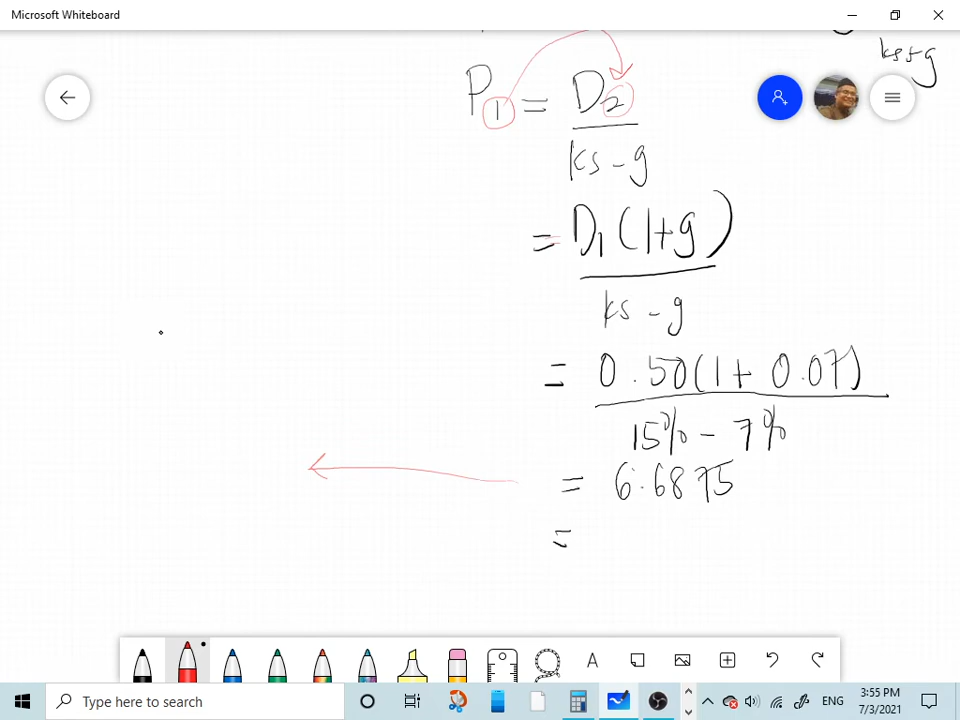 Microsoft Whiteboard
ks+g
P1 = D2
ks - g
= D1 (1+g)
ks - g
= 0.50(1 + 0.07)
15% - 7%
= 6.6875
=
A
Type here to search
ENG
3:55 PM
7/3/2021